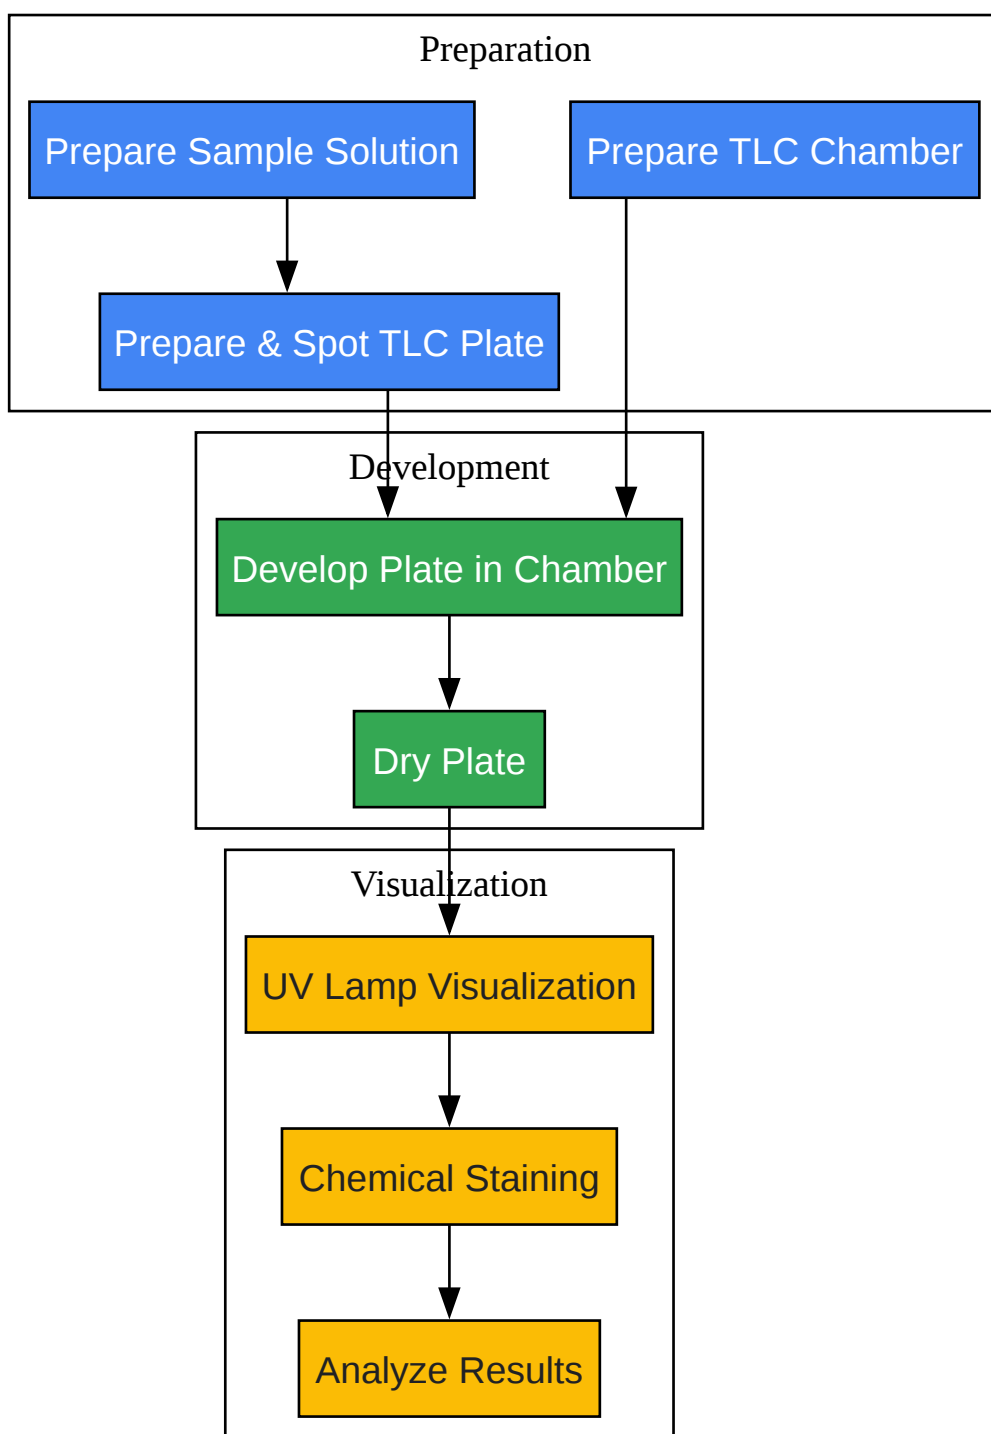 Preparation
Prepare Sample Solution
Prepare TLC Chamber
Prepare & Spot TLC Plate
Development
Develop Plate in Chamber
Dry Plate
Visualization
UV Lamp Visualization
Chemical Staining
Analyze Results